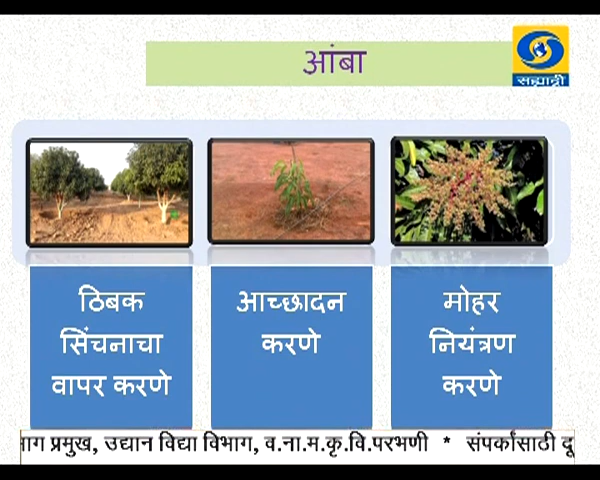 आंबा
सह्याद्री
ठिबक
सिंचनाचा
वापर करणे
आच्छादन
करणे
मोहर
नियंत्रण
करणे
प्रमुख, उद्यान विद्या विभाग, व.ना.म.कृ.वि.परभणी * संपर्कासाठी